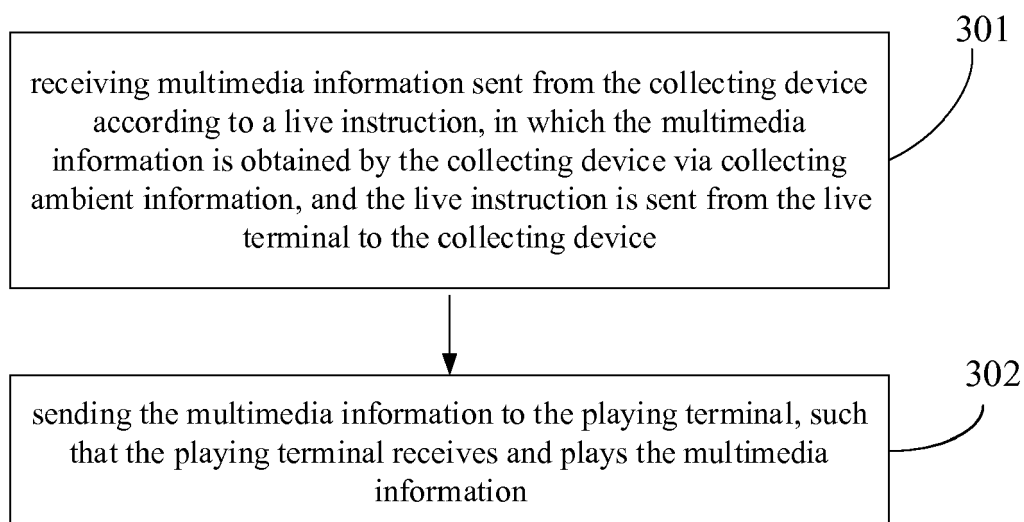 301
receiving multimedia information sent from the collecting device
according to a live instruction, in which the multimedia
information is obtained by the collecting device via collecting
ambient information, and the live instruction is sent from the live
terminal to the collecting device
302
sending the multimedia information to the playing terminal, such
that the playing terminal receives and plays the multimedia
information